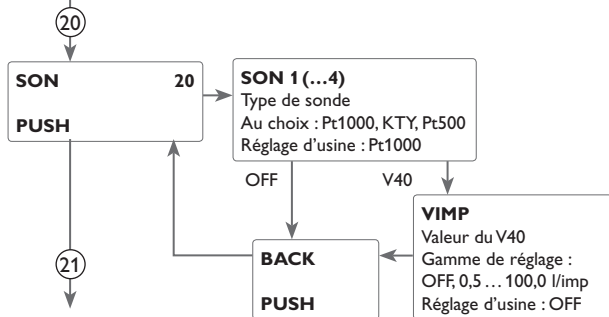 20
SON 20
PUSH
SON 1 (…4)
Type de sonde
Au choix : Pt1000, KTY, Pt500
Réglage d'usine : Pt1000
OFF
V40
VIMP
Valeur du V40
Gamme de réglage :
OFF, 0,5 … 100,0 l/imp
Réglage d'usine : OFF
BACK
PUSH
21